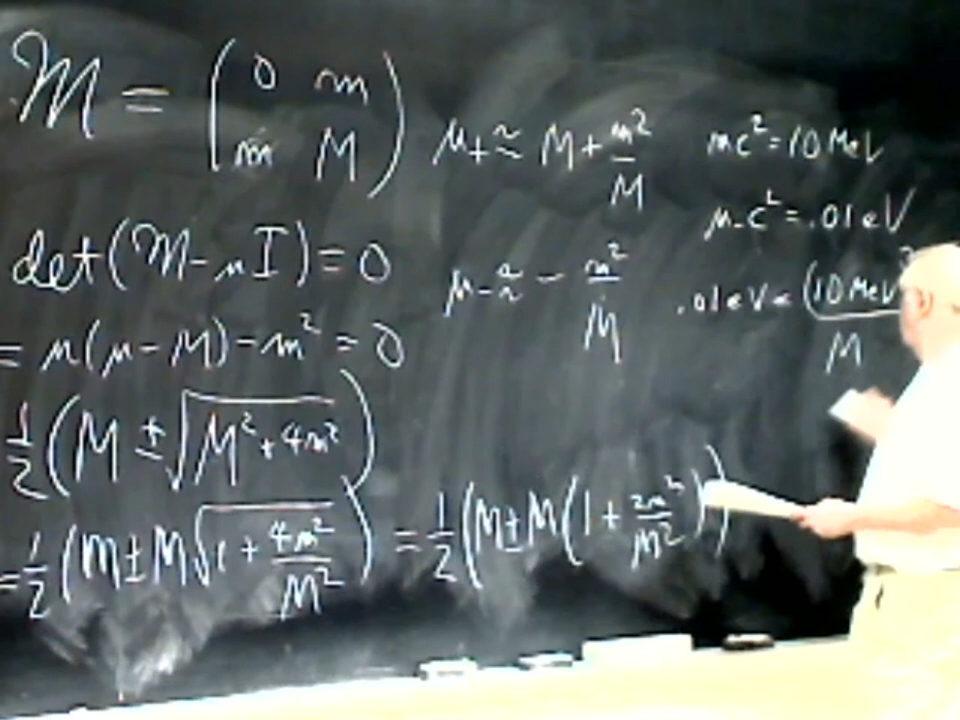 ℳ = ( 0 m
m M )
det(ℳ - μI) = 0
= μ(μ - M) - m² = 0
½ (M ± √M² + 4m²)
= ½ (M ± M√1 + 4m²/M²) = ½ (M ± M(1 + 2m²/M²))
μ₊ ≈ M + m²/M
μ₋ ≈ - m²/M
mc² = 10 MeV
μ₋c² = .01 eV
.01 eV = (10 MeV)²/M